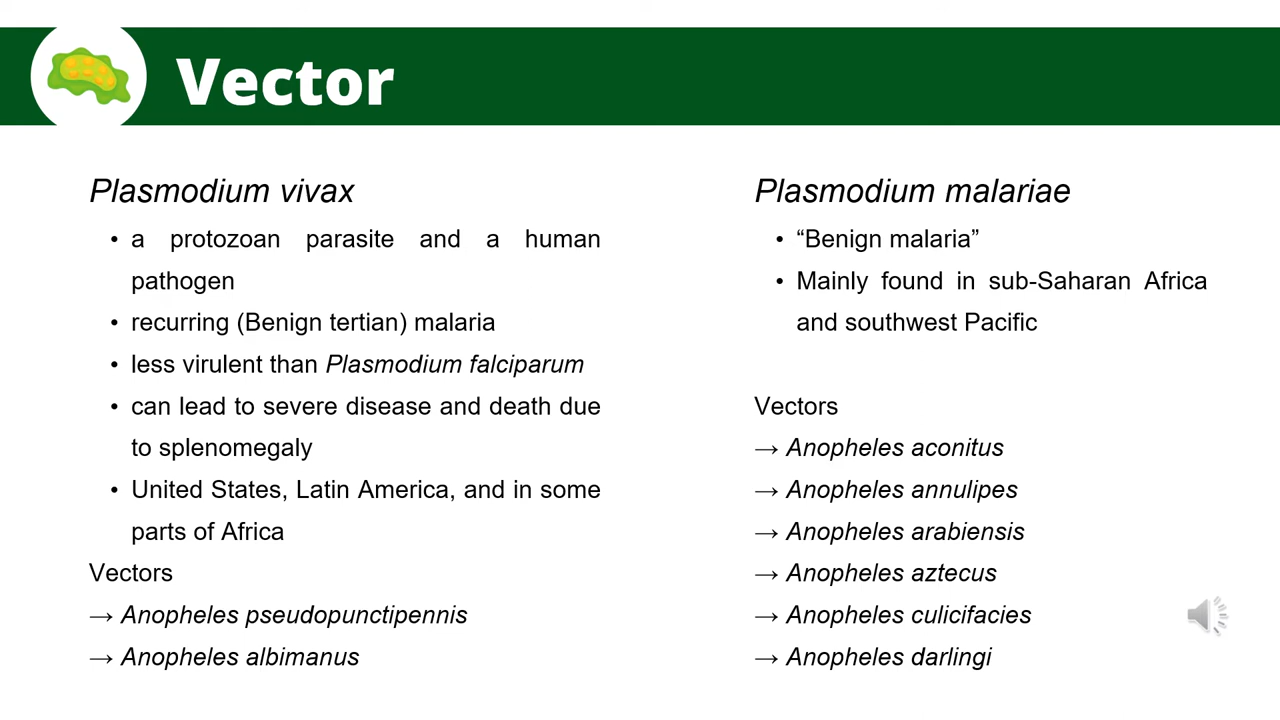 Vector
Plasmodium vivax
• a protozoan parasite and a human
pathogen
• recurring (Benign tertian) malaria
• less virulent than Plasmodium falciparum
• can lead to severe disease and death due
to splenomegaly
• United States, Latin America, and in some
parts of Africa
Vectors
→ Anopheles pseudopunctipennis
→ Anopheles albimanus
Plasmodium malariae
• “Benign malaria”
• Mainly found in sub-Saharan Africa
and southwest Pacific
Vectors
→ Anopheles aconitus
→ Anopheles annulipes
→ Anopheles arabiensis
→ Anopheles aztecus
→ Anopheles culicifacies
→ Anopheles darlingi